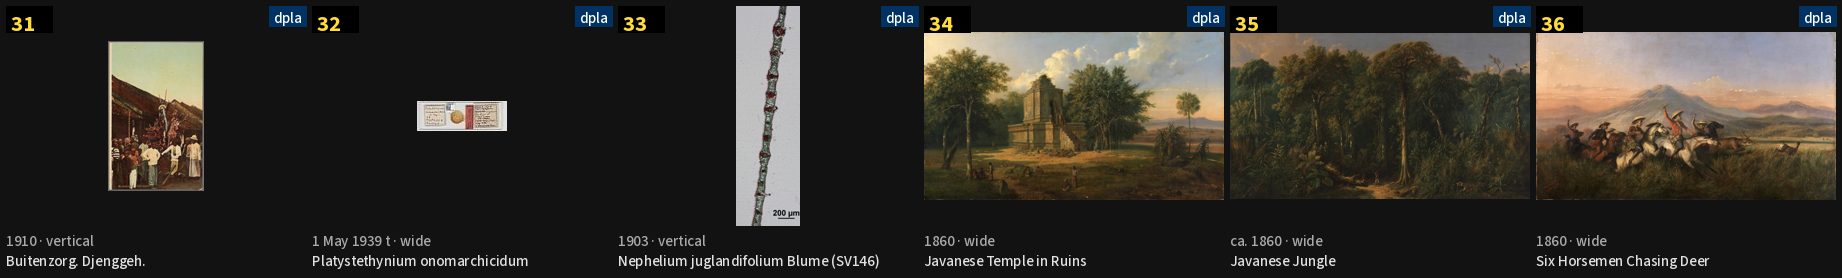 31
dpla
1910 · vertical
Buitenzorg. Djenggeh.
32
dpla
1 May 1939 t · wide
Platystethynium onomarchicidum
33
dpla
200 µm
1903 · vertical
Nephelium juglandifolium Blume (SV146)
34
dpla
1860 · wide
Javanese Temple in Ruins
35
dpla
ca. 1860 · wide
Javanese Jungle
36
dpla
1860 · wide
Six Horsemen Chasing Deer